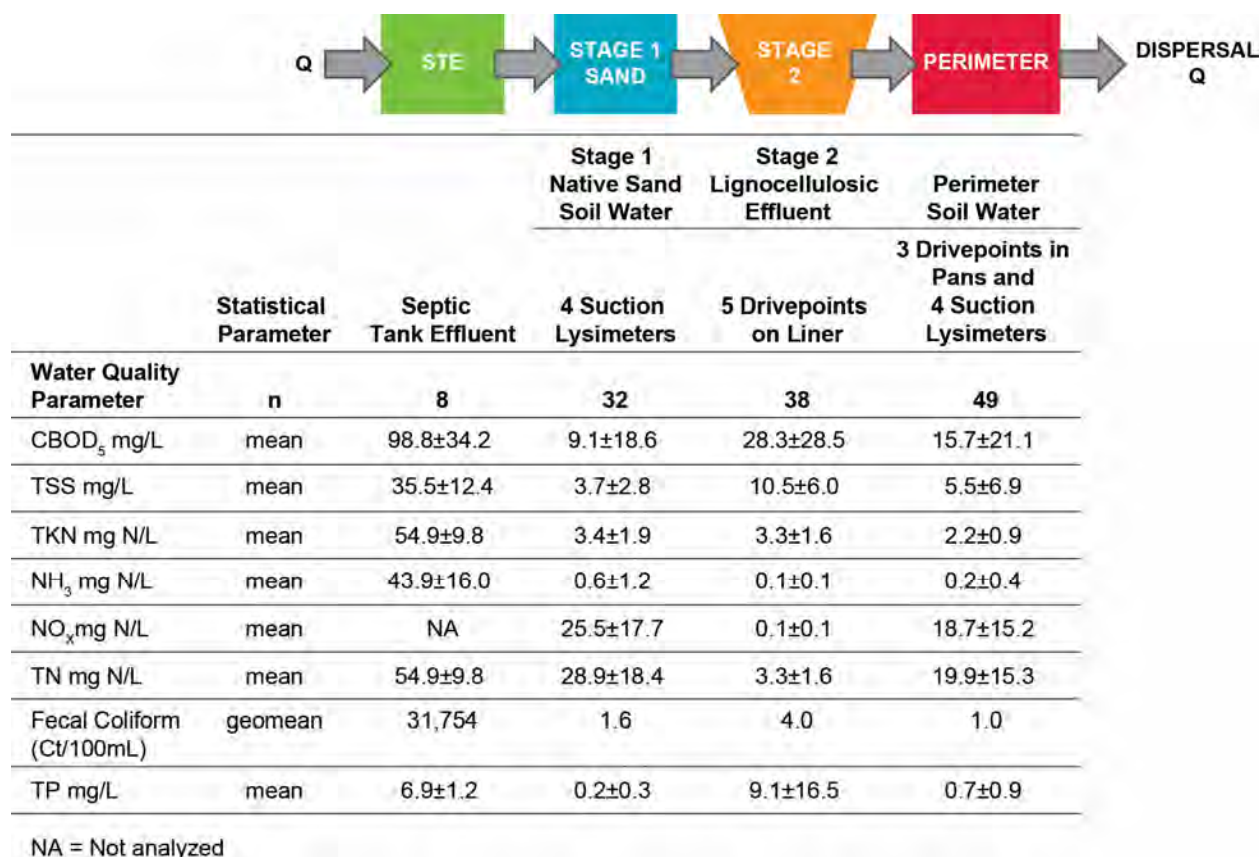 Q STE STAGE 1 SAND STAGE 2 PERIMETER DISPERSAL Q
Stage 1 Stage 2
Native Sand Lignocellulosic Perimeter
Soil Water Effluent Soil Water
3 Drivepoints in
Pans and
Statistical Septic 4 Suction 5 Drivepoints 4 Suction
Parameter Tank Effluent Lysimeters on Liner Lysimeters
Water Quality
Parameter n 8 32 38 49
CBOD₅ mg/L mean 98.8±34.2 9.1±18.6 28.3±28.5 15.7±21.1
TSS mg/L mean 35.5±12.4 3.7±2.8 10.5±6.0 5.5±6.9
TKN mg N/L mean 54.9±9.8 3.4±1.9 3.3±1.6 2.2±0.9
NH₃ mg N/L mean 43.9±16.0 0.6±1.2 0.1±0.1 0.2±0.4
NOₓmg N/L mean NA 25.5±17.7 0.1±0.1 18.7±15.2
TN mg N/L mean 54.9±9.8 28.9±18.4 3.3±1.6 19.9±15.3
Fecal Coliform geomean 31,754 1.6 4.0 1.0
(Ct/100mL)
TP mg/L mean 6.9±1.2 0.2±0.3 9.1±16.5 0.7±0.9
NA = Not analyzed